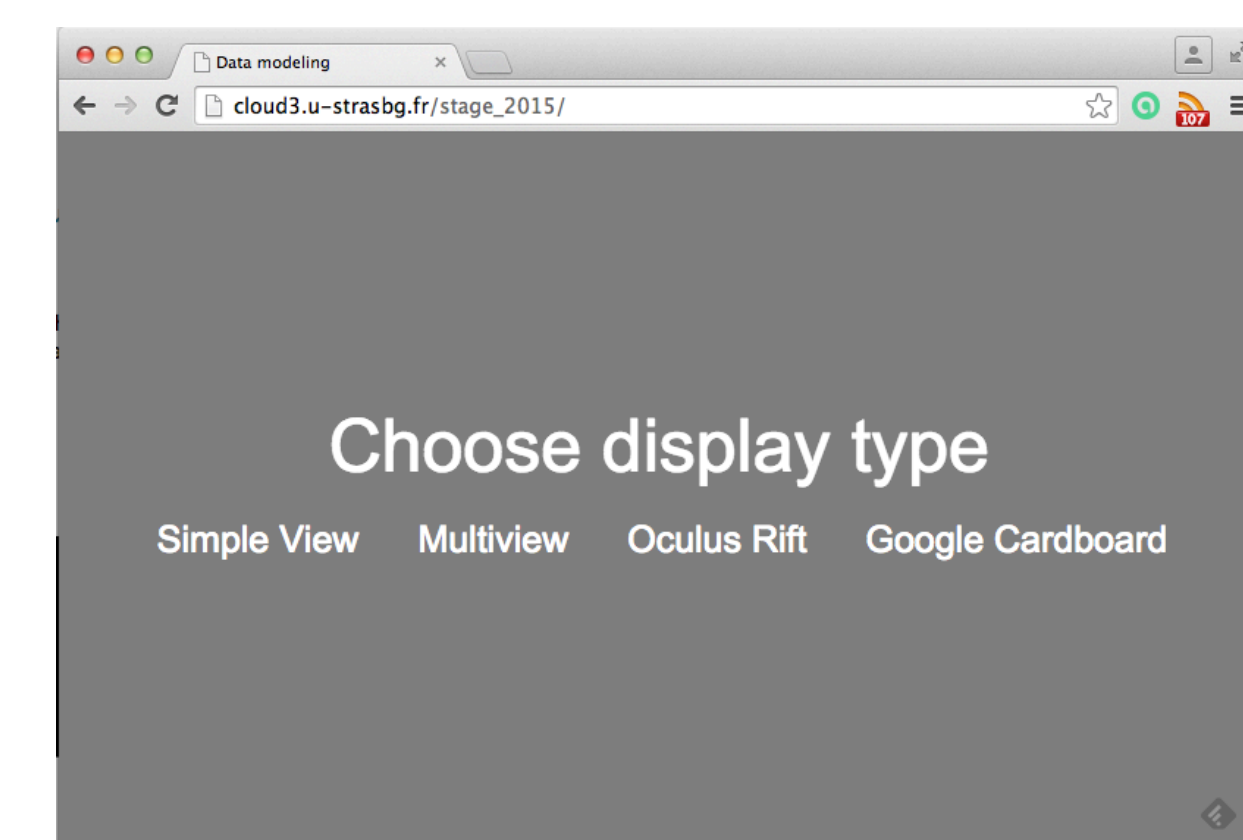 Data modeling
cloud3.u-strasbg.fr/stage_2015/
107
Choose display type
Simple View Multiview Oculus Rift Google Cardboard